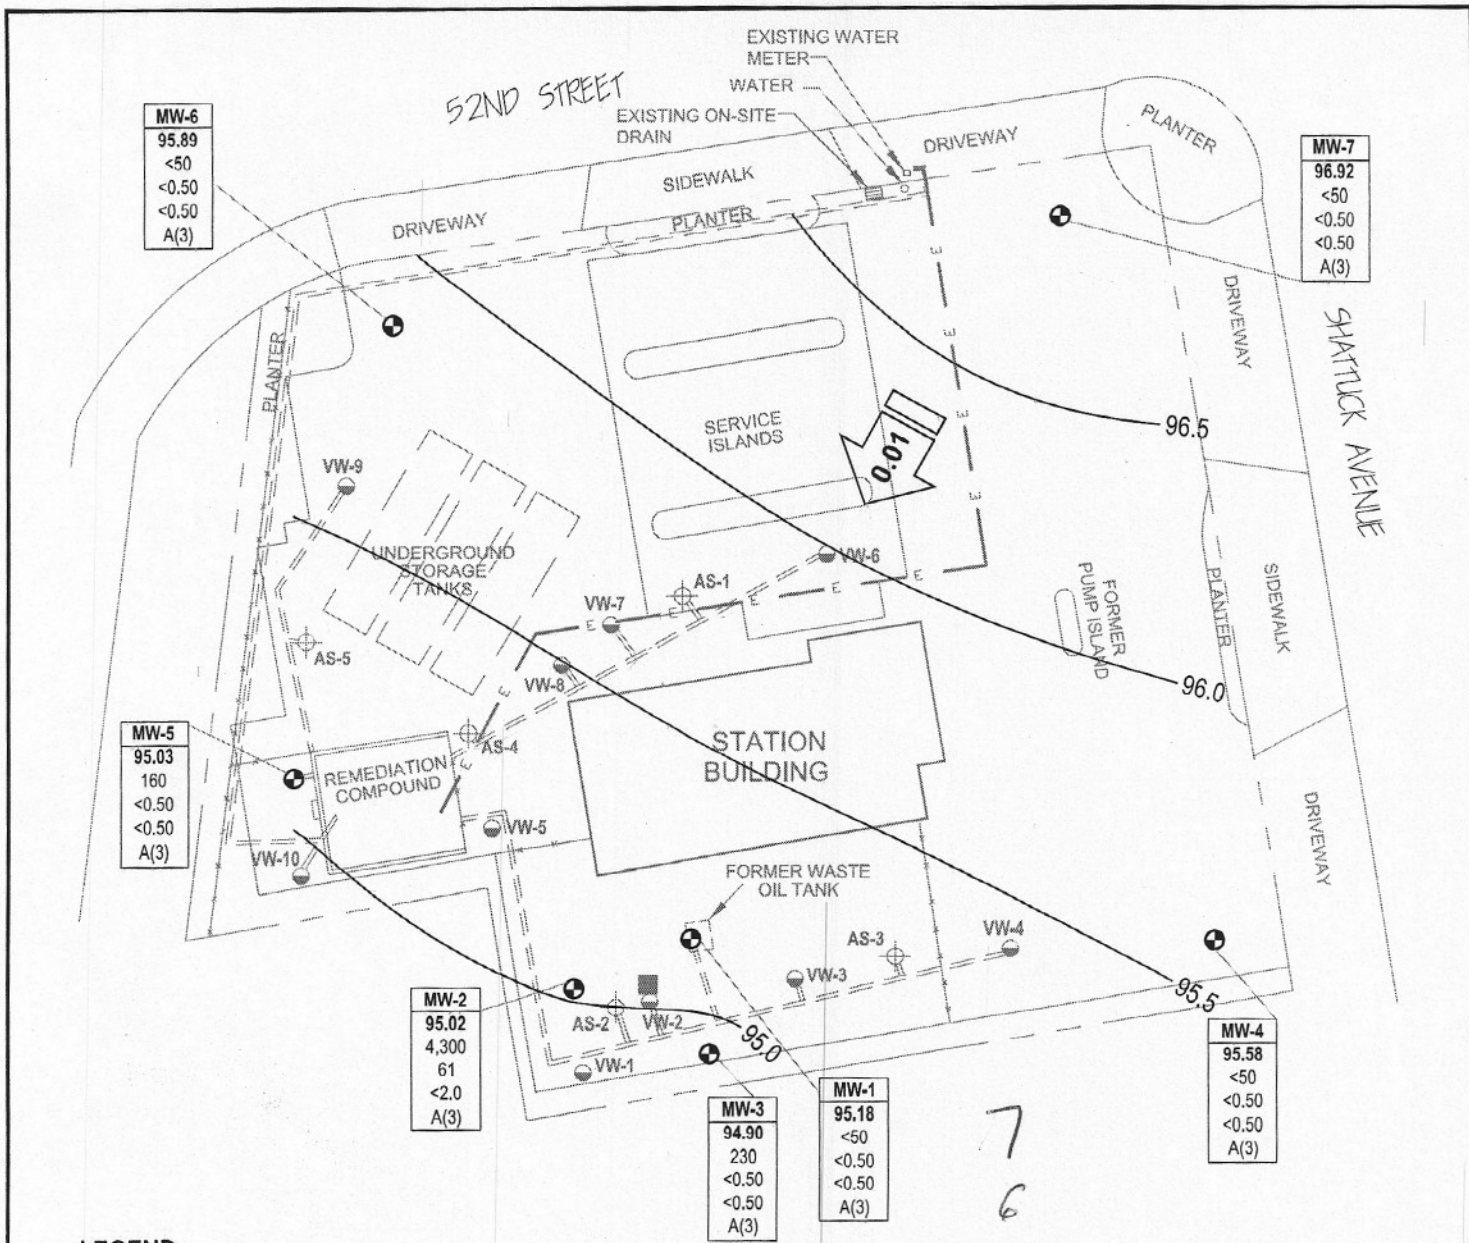 EXISTING WATER
METER
WATER
52ND STREET
EXISTING ON-SITE
DRAIN
MW-6
95.89
<50
<0.50
<0.50
A(3)
DRIVEWAY
SIDEWALK
PLANTER
DRIVEWAY
PLANTER
MW-7
96.92
<50
<0.50
<0.50
A(3)
PLANTER
DRIVEWAY
SHATTUCK AVENUE
SERVICE
ISLANDS
0.01
96.5
E
E
E
E
E
E
E
E
E
E
VW-9
UNDERGROUND
STORAGE
TANKS
VW-6
AS-1
VW-7
AS-5
VW-8
FORMER
PUMP ISLAND
PLANTER
SIDEWALK
96.0
MW-5
95.03
160
<0.50
<0.50
A(3)
AS-4
REMEDIATION
COMPOUND
STATION
BUILDING
DRIVEWAY
VW-5
VW-10
FORMER WASTE
OIL TANK
AS-3
VW-4
VW-3
95.5
MW-2
95.02
4,300
61
<2.0
A(3)
AS-2
VW-2
95.0
VW-1
MW-4
95.58
<50
<0.50
<0.50
A(3)
MW-3
94.90
230
<0.50
<0.50
A(3)
MW-1
95.18
<50
<0.50
<0.50
A(3)
7
6